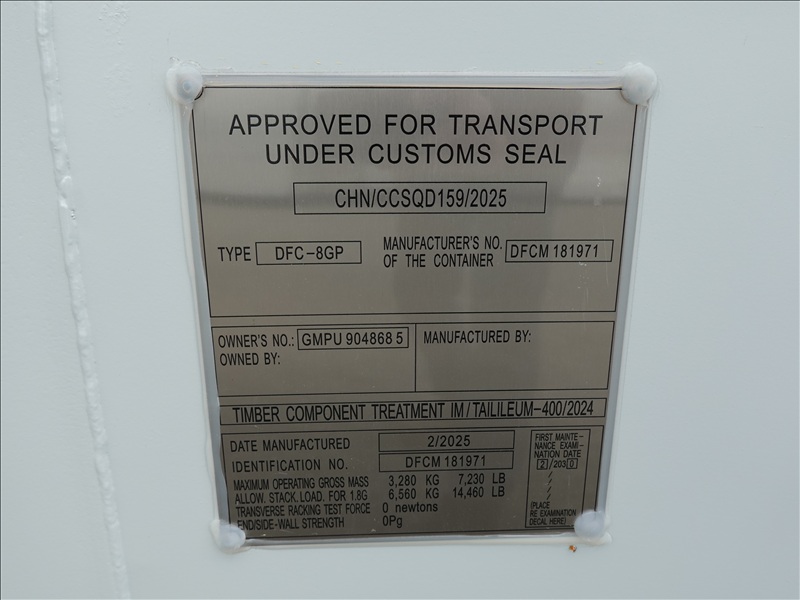 APPROVED FOR TRANSPORT
UNDER CUSTOMS SEAL
CHN/CCSQD159/2025
TYPE DFC-8GP
MANUFACTURER'S NO.
OF THE CONTAINER
DFCM 181971
OWNER'S NO.: GMPU 904868 5
OWNED BY:
MANUFACTURED BY:
TIMBER COMPONENT TREATMENT IM/TAILILEUM-400/2024
DATE MANUFACTURED 2/2025
IDENTIFICATION NO. DFCM 181971
MAXIMUM OPERATING GROSS MASS 3,280 KG 7,230 LB
ALLOW. STACK.LOAD. FOR 1.8G 6,560 KG 14,460 LB
TRANSVERSE RACKING TEST FORCE 0 newtons
END/SIDE-WALL STRENGTH 0Pg
FIRST MAINTE-
NANCE EXAMI-
NATION DATE
2/2030
/
/
/
(PLACE
RE EXAMINATION
DECAL HERE)